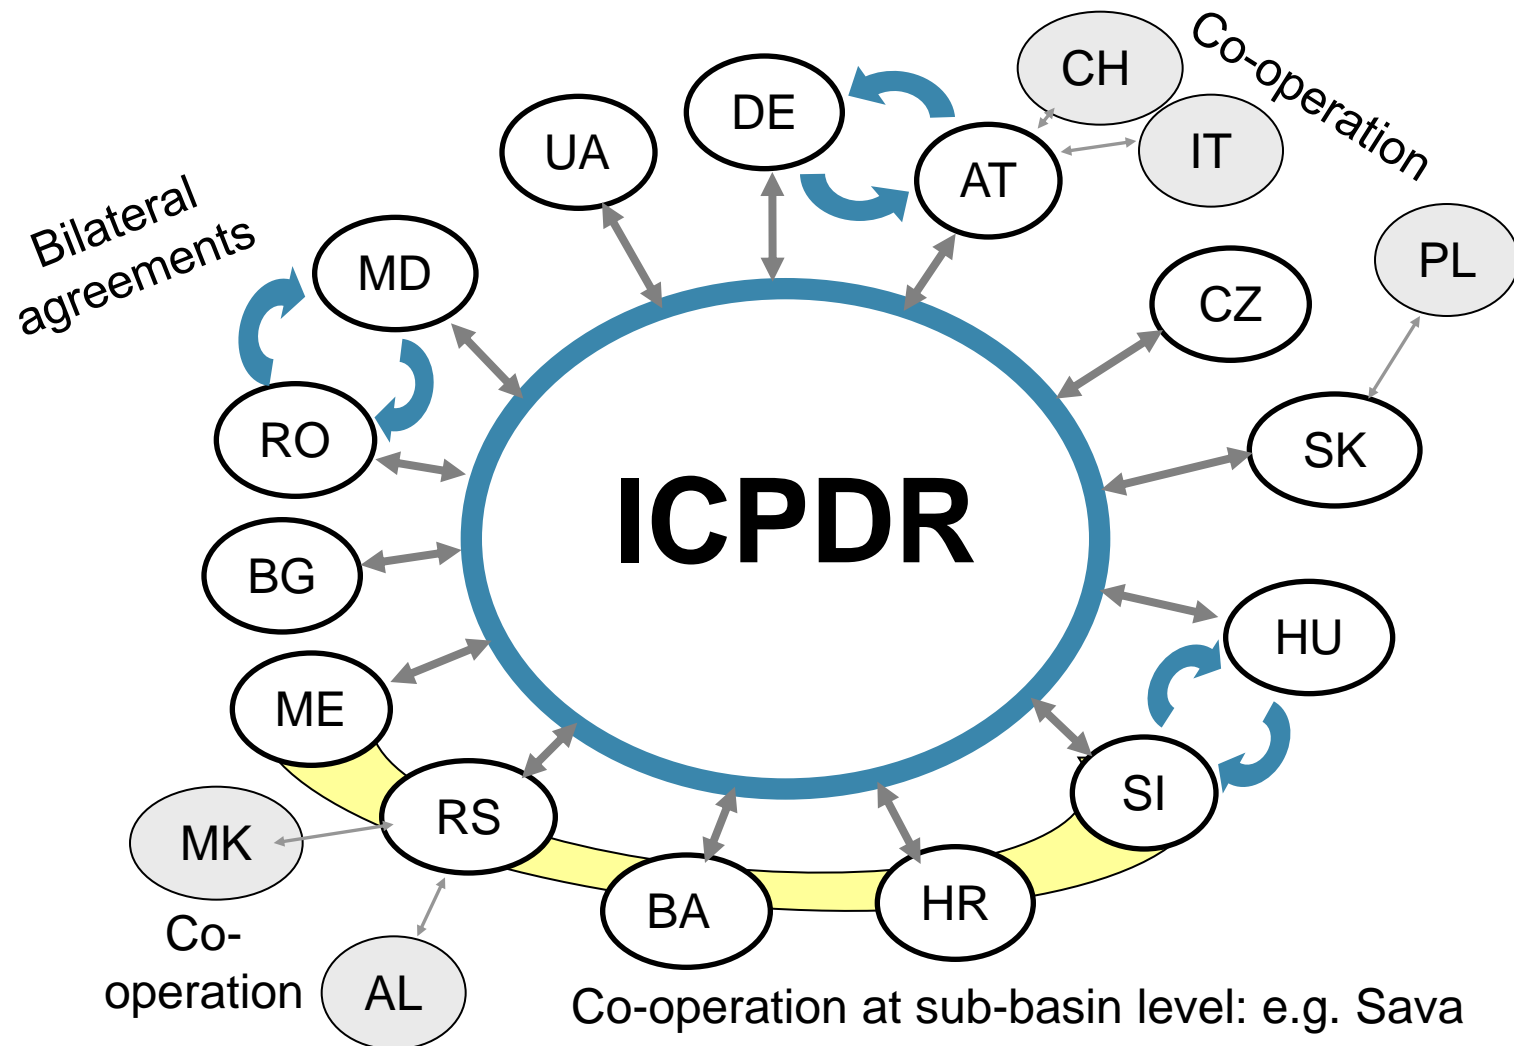 CH
Co-operation
DE
UA
IT
AT
Bilateral
agreements
MD
PL
CZ
RO
SK
ICPDR
BG
HU
ME
SI
RS
MK
BA
HR
Co-
operation
AL
Co-operation at sub-basin level: e.g. Sava